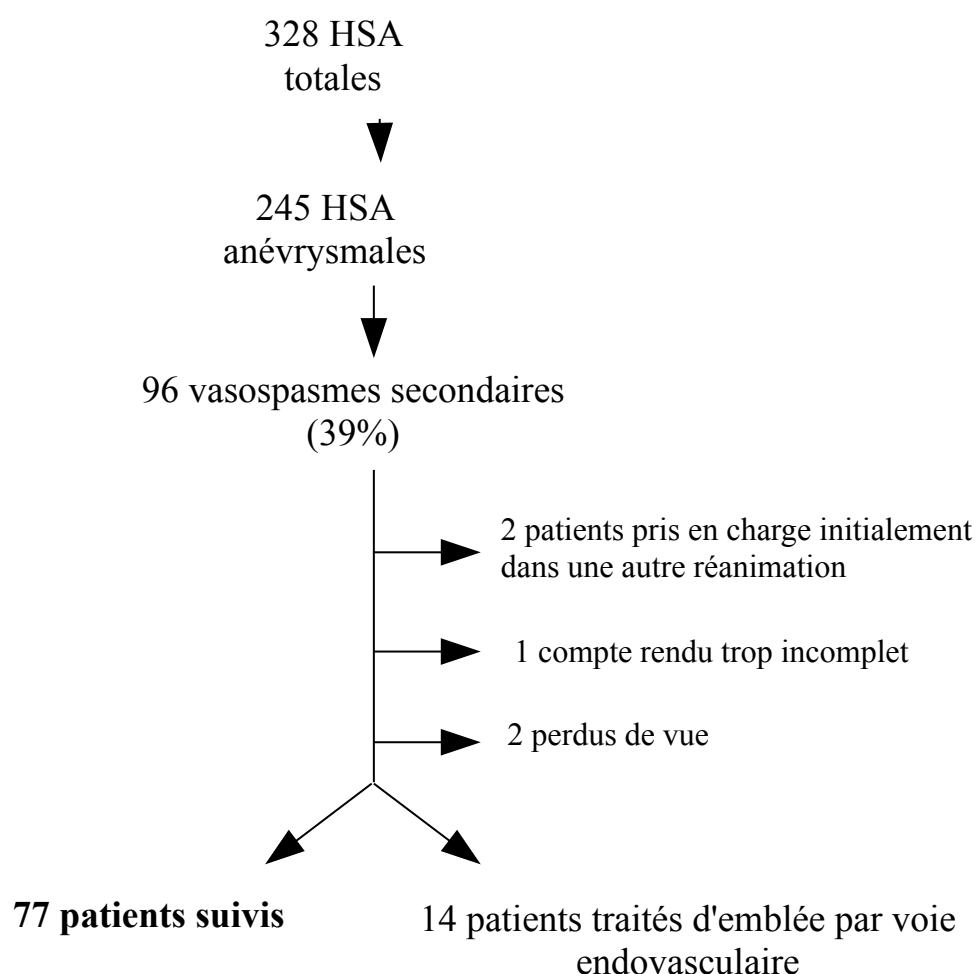 328 HSA
totales
245 HSA
anévrysmales
96 vasospasmes secondaires
(39%)
2 patients pris en charge initialement
dans une autre réanimation
1 compte rendu trop incomplet
2 perdus de vue
77 patients suivis
14 patients traités d'emblée par voie
endovasculaire